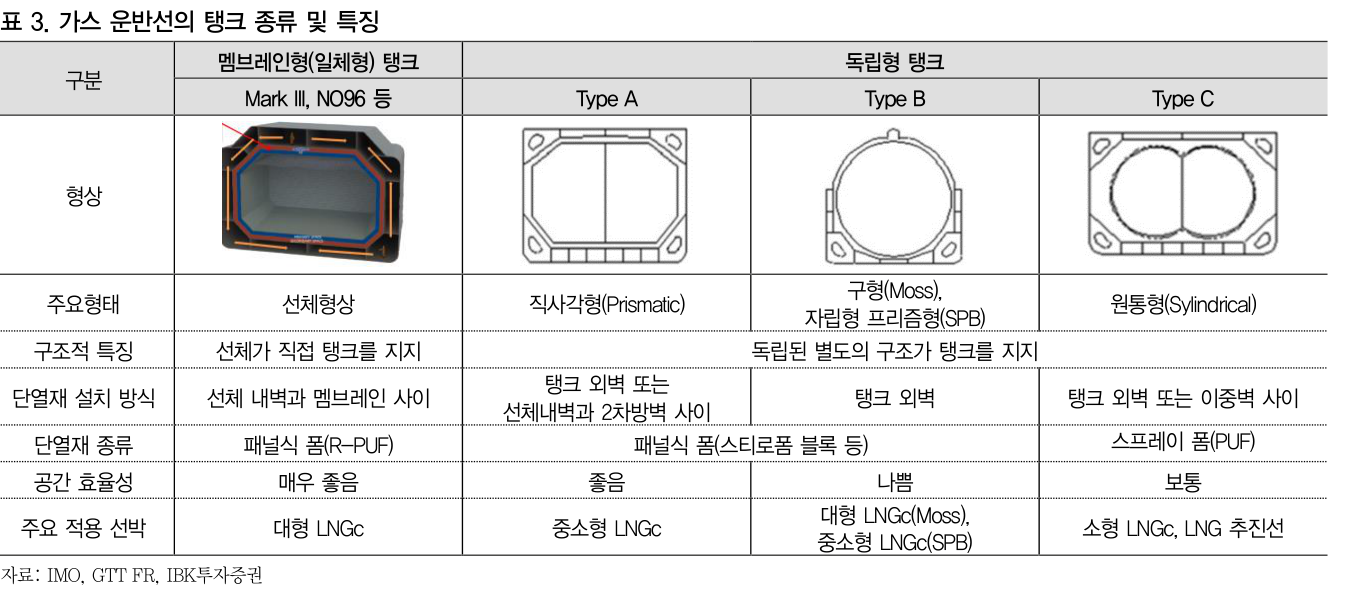 표 3. 가스 운반선의 탱크 종류 및 특징
구분
멤브레인형(일체형) 탱크
독립형 탱크
Mark III, NO96 등
Type A
Type B
Type C
형상
주요형태
선체형상
직사각형(Prismatic)
구형(Moss),
자립형 프리즘형(SPB)
원통형(Sylindrical)
구조적 특징
선체가 직접 탱크를 지지
독립된 별도의 구조가 탱크를 지지
단열재 설치 방식
선체 내벽과 멤브레인 사이
탱크 외벽 또는
선체내벽과 2차방벽 사이
탱크 외벽
탱크 외벽 또는 이중벽 사이
단열재 종류
패널식 폼(R-PUF)
패널식 폼(스티로폼 블록 등)
스프레이 폼(PUF)
공간 효율성
매우 좋음
좋음
나쁨
보통
주요 적용 선박
대형 LNGc
중소형 LNGc
대형 LNGc(Moss),
중소형 LNGc(SPB)
소형 LNGc, LNG 추진선
자료: IMO, GTT FR, IBK투자증권